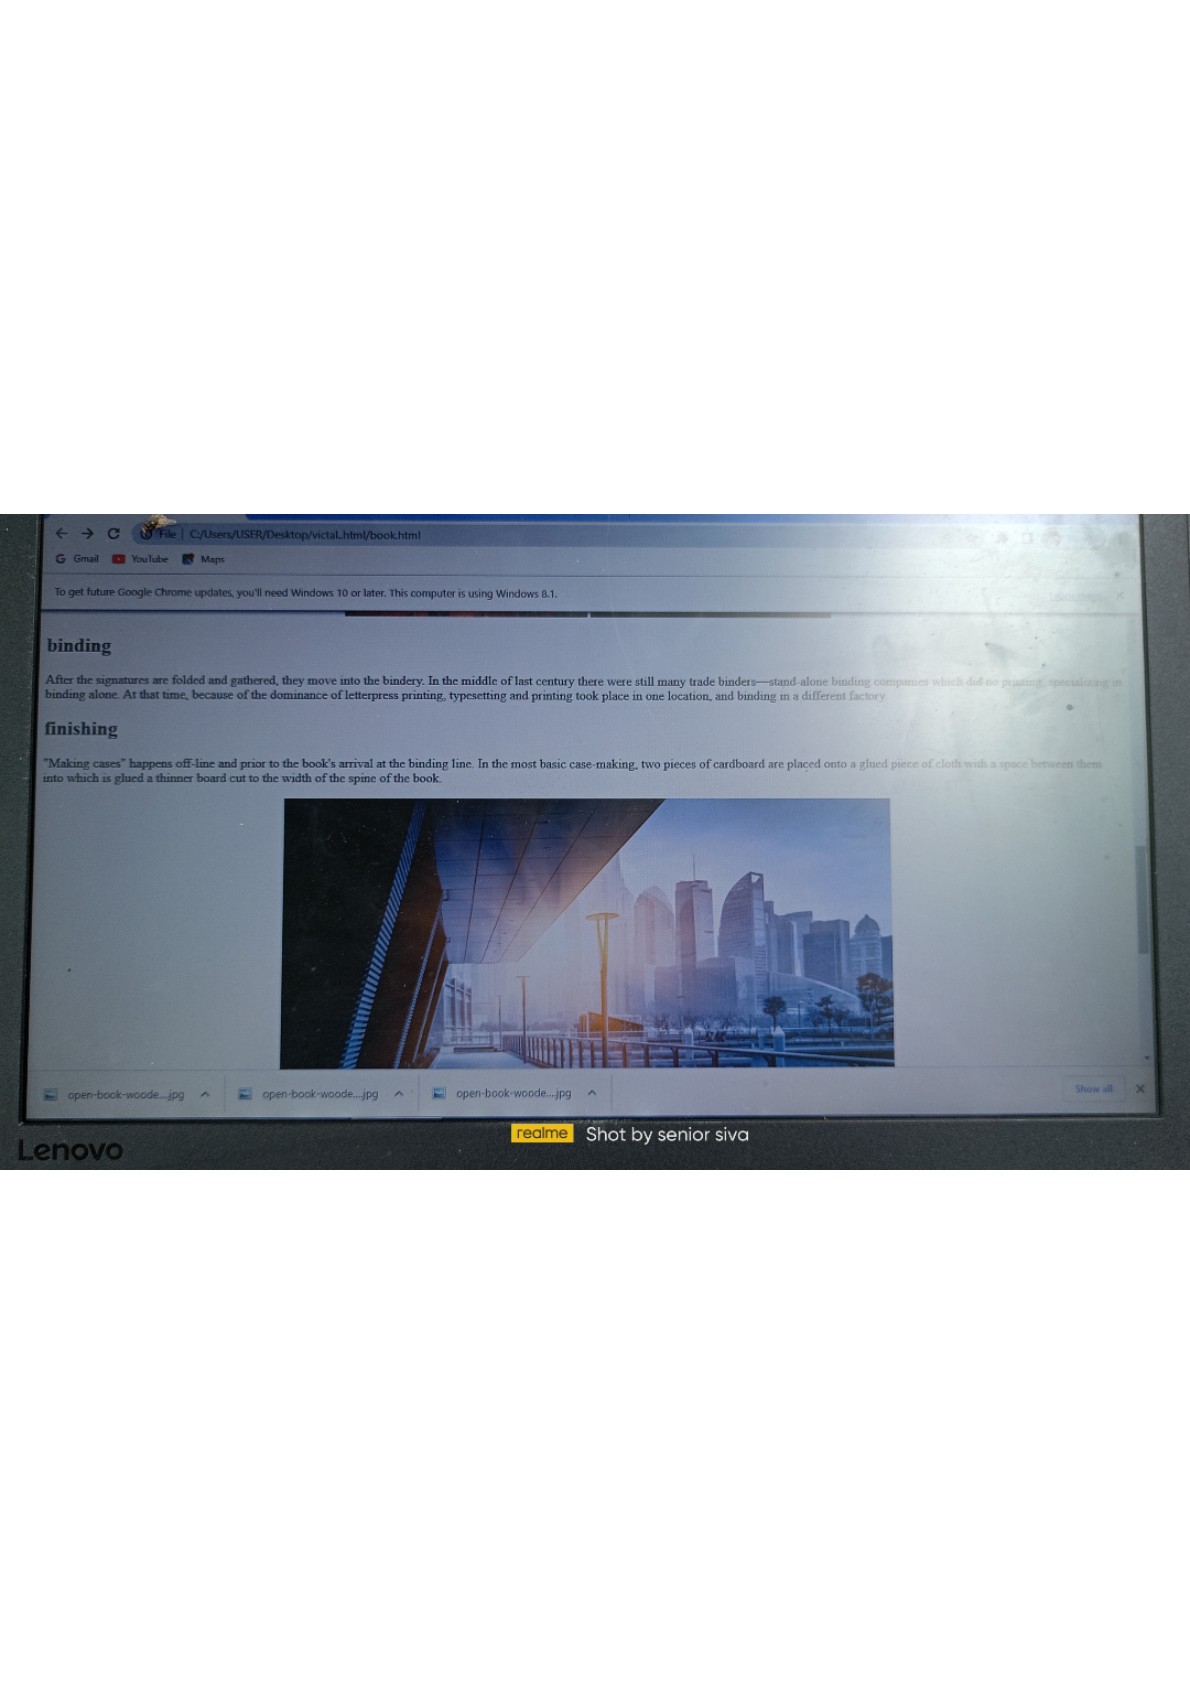 File | C:/Users/USER/Desktop/victal.html/book.html
Gmail YouTube Maps
To get future Google Chrome updates, you'll need Windows 10 or later. This computer is using Windows 8.1.
binding
After the signatures are folded and gathered, they move into the bindery. In the middle of last century there were still many trade binders—stand-alone binding companies which did no printing, specializing in
binding alone. At that time, because of the dominance of letterpress printing, typesetting and printing took place in one location, and binding in a different factory.
finishing
"Making cases" happens off-line and prior to the book's arrival at the binding line. In the most basic case-making, two pieces of cardboard are placed onto a glued piece of cloth with a space between them
into which is glued a thinner board cut to the width of the spine of the book.
open-book-woode....jpg open-book-woode....jpg open-book-woode....jpg Show all
realme Shot by senior siva
Lenovo